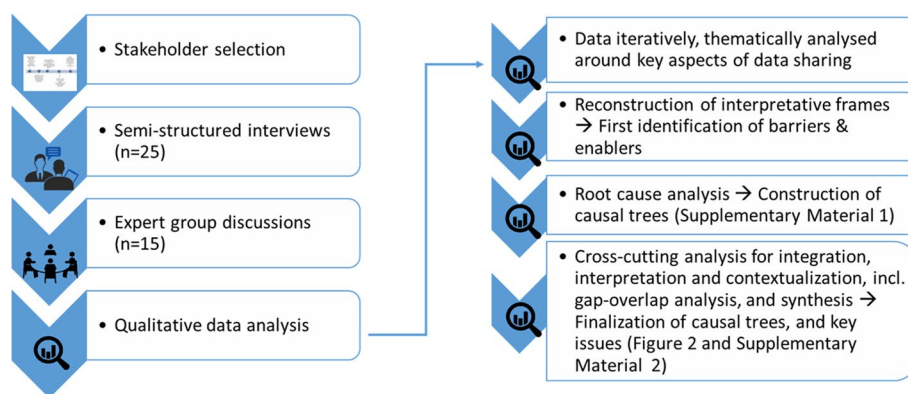 • Stakeholder selection
• Semi-structured interviews
(n=25)
• Expert group discussions
(n=15)
• Qualitative data analysis
• Data iteratively, thematically analysed
around key aspects of data sharing
• Reconstruction of interpretative frames
→ First identification of barriers &
enablers
• Root cause analysis → Construction of
causal trees (Supplementary Material 1)
• Cross-cutting analysis for integration,
interpretation and contextualization, incl.
gap-overlap analysis, and synthesis →
Finalization of causal trees, and key
issues (Figure 2 and Supplementary
Material 2)